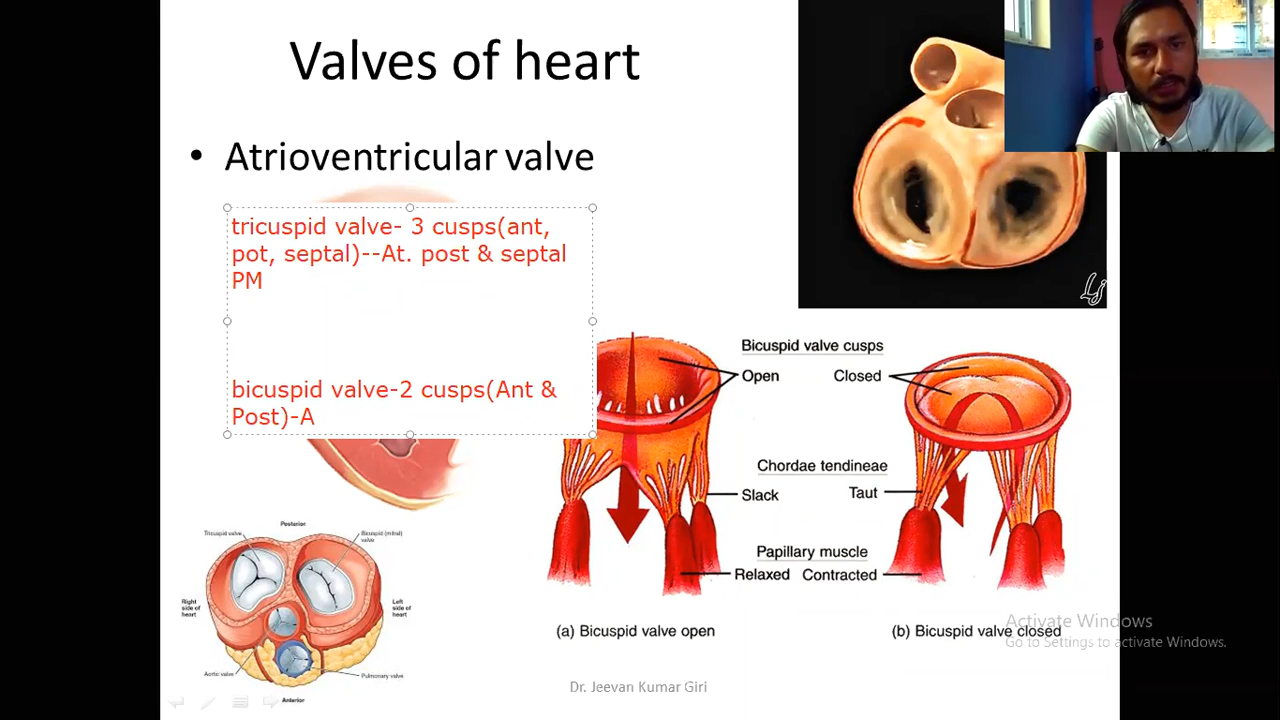 Valves of heart
• Atrioventricular valve
tricuspid valve- 3 cusps(ant,
pot, septal)--At. post & septal
PM
bicuspid valve-2 cusps(Ant &
Post)-A
Bicuspid valve cusps
Open
Closed
Chordae tendineae
Slack
Taut
Papillary muscle
Relaxed
Contracted
(a) Bicuspid valve open
(b) Bicuspid valve closed
Posterior
Tricuspid valve
Bicuspid (mitral)
valve
Right
side of
heart
Left
side of
heart
Aortic valve
Pulmonary valve
Anterior
Activate Windows
Go to Settings to activate Windows.
Dr. Jeevan Kumar Giri